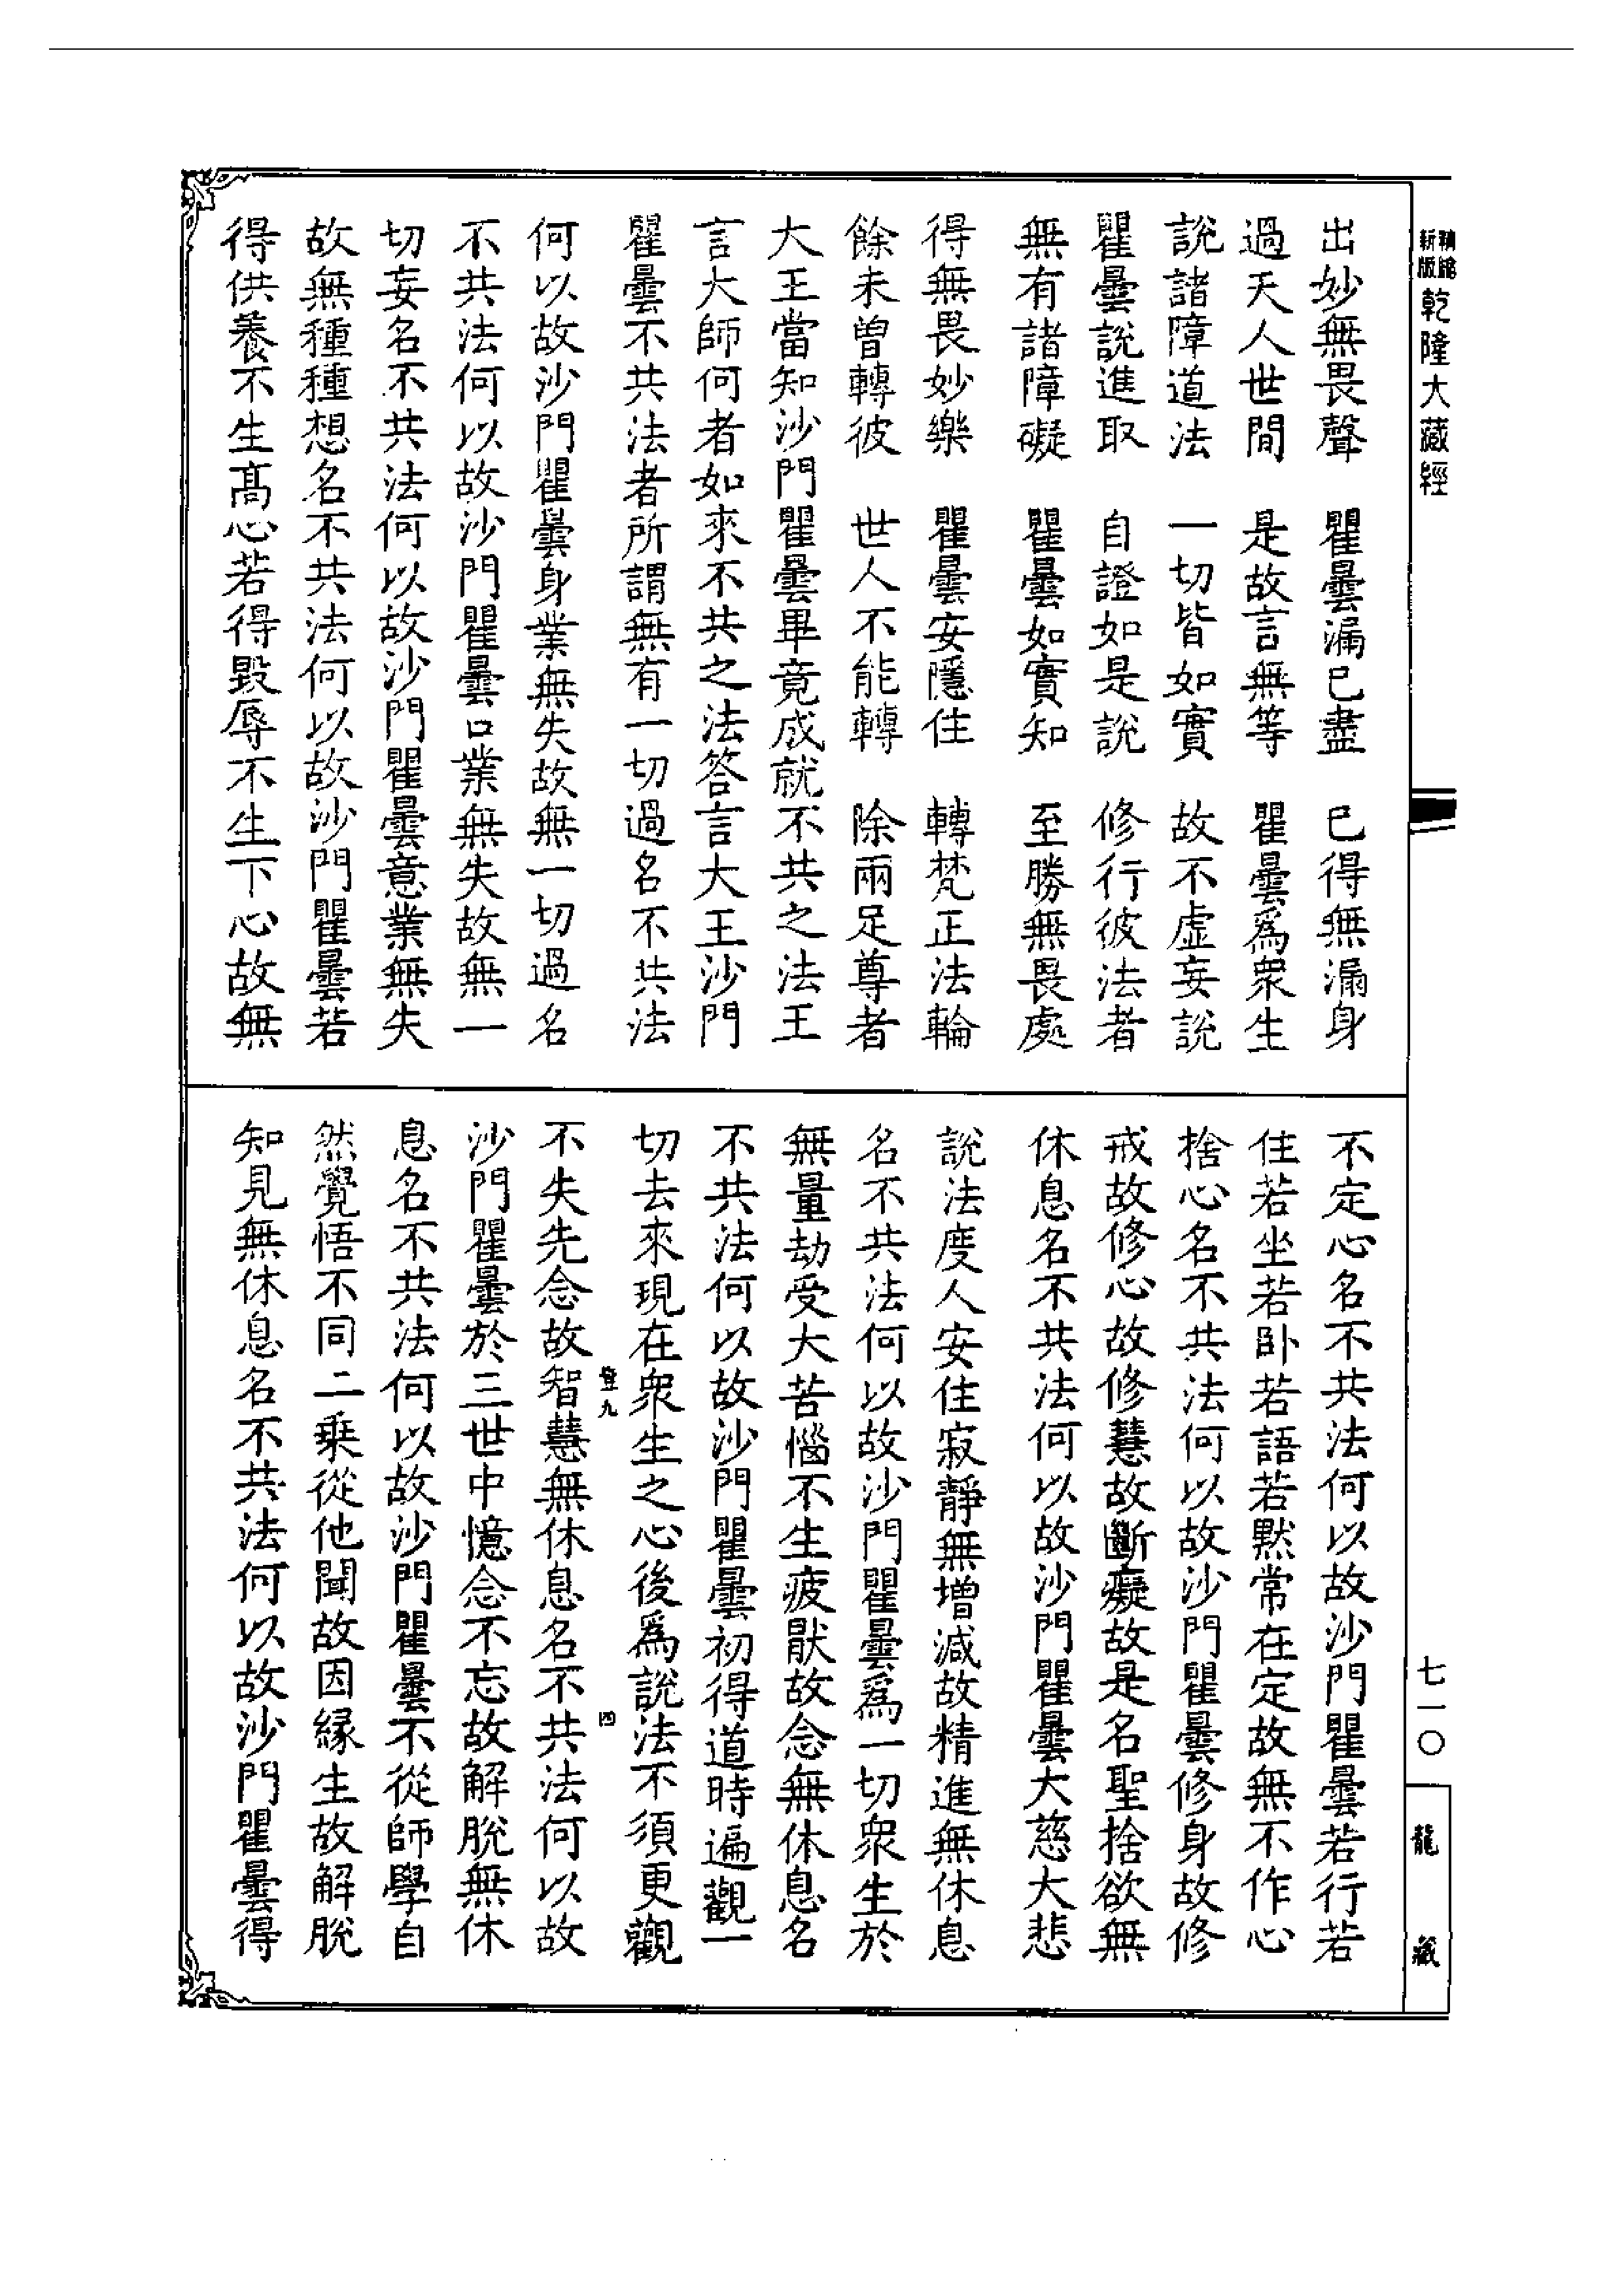 精縮
新版
乾隆大藏經
出妙無畏聲　瞿曇漏已盡　已得無漏身
過天人世間　是故言無等　瞿曇爲衆生
說諸障道法　一切皆如實　故不虛妄說
瞿曇說進取　自證如是說　修行彼法者
無有諸障礙　瞿曇如實知　至勝無畏處
得無畏妙樂　瞿曇安隱住　轉梵正法輪
餘未曾轉彼　世人不能轉　除兩足尊者
大王當知沙門瞿曇畢竟成就不共之法王
言大師何者如來不共之法答言大王沙門
瞿曇不共法者所謂無有一切過名不共法
何以故沙門瞿曇身業無失故無一切過名
不共法何以故沙門瞿曇口業無失故無一
切妄名不共法何以故沙門瞿曇意業無失
故無種種想名不共法何以故沙門瞿曇若
得供養不生高心若得毀辱不生下心故無
不定心名不共法何以故沙門瞿曇若行若
住若坐若卧若語若默常在定故無不作心
捨心名不共法何以故沙門瞿曇修身故修
戒故修心故修慧故斷癡故是名聖捨欲無
休息名不共法何以故沙門瞿曇大慈大悲
說法度人安住寂靜無增減故精進無休息
名不共法何以故沙門瞿曇爲一切衆生於
無量劫受大苦惱不生疲猒故念無休息名
不共法何以故沙門瞿曇初得道時遍觀一
切去來現在衆生之心後爲說法不須更觀
九　四
不失先念故智慧無休息名不共法何以故
沙門瞿曇於三世中憶念不忘故解脫無休
息名不共法何以故沙門瞿曇不從師學自
然覺悟不同二乘從他聞故因緣生故解脫
知見無休息名不共法何以故沙門瞿曇得
七一〇
龍藏